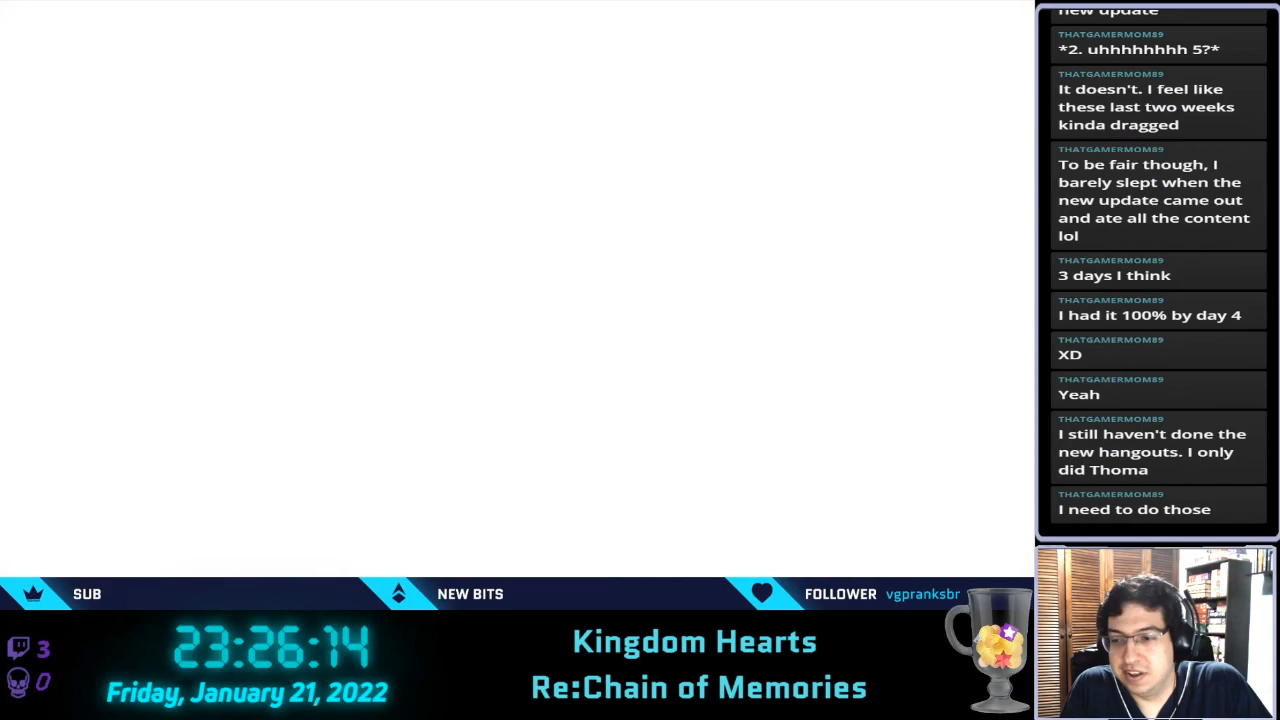 new update
THATGAMERMOM89
*2. uhhhhhhhh 5?*
THATGAMERMOM89
It doesn't. I feel like
these last two weeks
kinda dragged
THATGAMERMOM89
To be fair though, I
barely slept when the
new update came out
and ate all the content
lol
THATGAMERMOM89
3 days I think
THATGAMERMOM89
I had it 100% by day 4
THATGAMERMOM89
XD
THATGAMERMOM89
Yeah
THATGAMERMOM89
I still haven't done the
new hangouts. I only
did Thoma
THATGAMERMOM89
I need to do those
SUB
NEW BITS
FOLLOWER vgpranksbr
3
0
23:26:14
Friday, January 21, 2022
Kingdom Hearts
Re:Chain of Memories